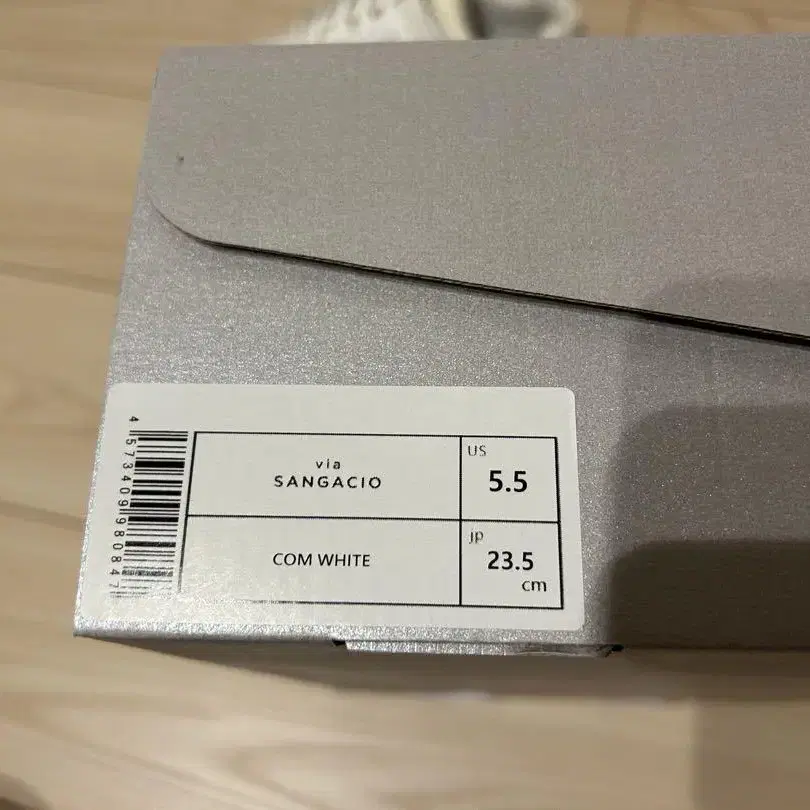 via
SANGACIO
US
5.5
COM WHITE
jp
23.5
cm
4573409980847